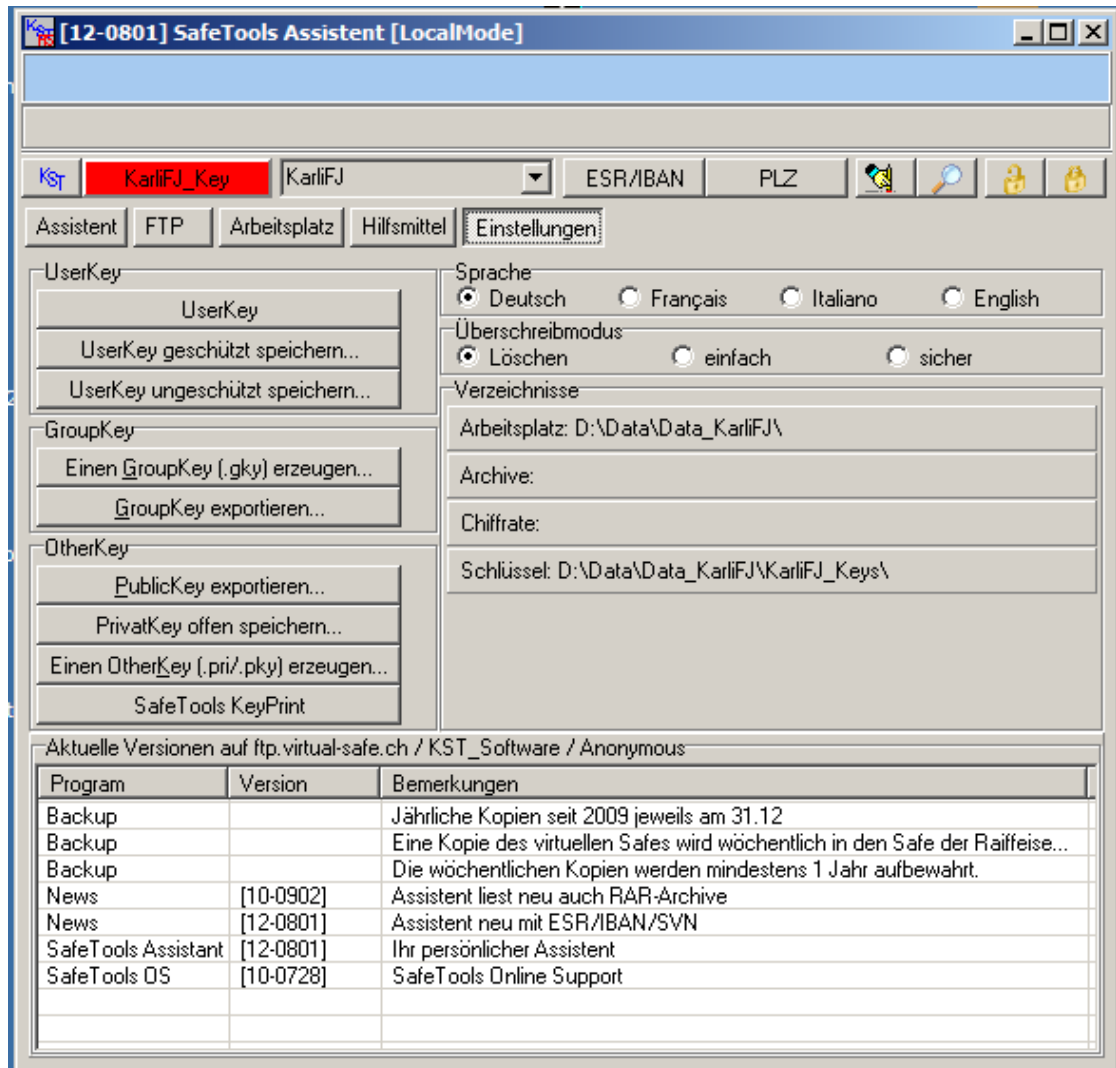 [12-0801] SafeTools Assistent [LocalMode]
KST KarliFJ_Key KarliFJ ESR/IBAN PLZ
Assistent FTP Arbeitsplatz Hilfsmittel Einstellungen
UserKey
UserKey
UserKey geschützt speichern...
UserKey ungeschützt speichern...
GroupKey
Einen GroupKey (.gky) erzeugen...
GroupKey exportieren...
OtherKey
PublicKey exportieren...
PrivatKey offen speichern...
Einen OtherKey (.pri/.pky) erzeugen...
SafeTools KeyPrint
Sprache
Deutsch Français Italiano English
Überschreibmodus
Löschen einfach sicher
Verzeichnisse
Arbeitsplatz: D:\Data\Data_KarliFJ\
Archive:
Chiffrate:
Schlüssel: D:\Data\Data_KarliFJ\KarliFJ_Keys\
Aktuelle Versionen auf ftp.virtual-safe.ch / KST_Software / Anonymous
Program Version Bemerkungen
Backup Jährliche Kopien seit 2009 jeweils am 31.12
Backup Eine Kopie des virtuellen Safes wird wöchentlich in den Safe der Raiffeise...
Backup Die wöchentlichen Kopien werden mindestens 1 Jahr aufbewahrt.
News [10-0902] Assistent liest neu auch RAR-Archive
News [12-0801] Assistent neu mit ESR/IBAN/SVN
SafeTools Assistant [12-0801] Ihr persönlicher Assistent
SafeTools OS [10-0728] SafeTools Online Support